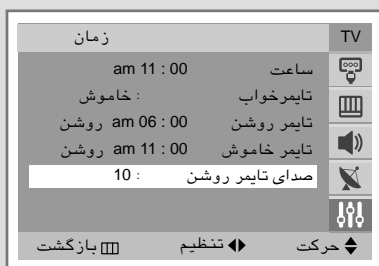 زمان
TV
ساعت 11 : 00 am
تایمرخواب : خاموش
تایمر روشن 06 : 00 am روشن
تایمر خاموش 11 : 00 am روشن
صدای تایمر روشن : 10
حرکت تنظیم بازگشت